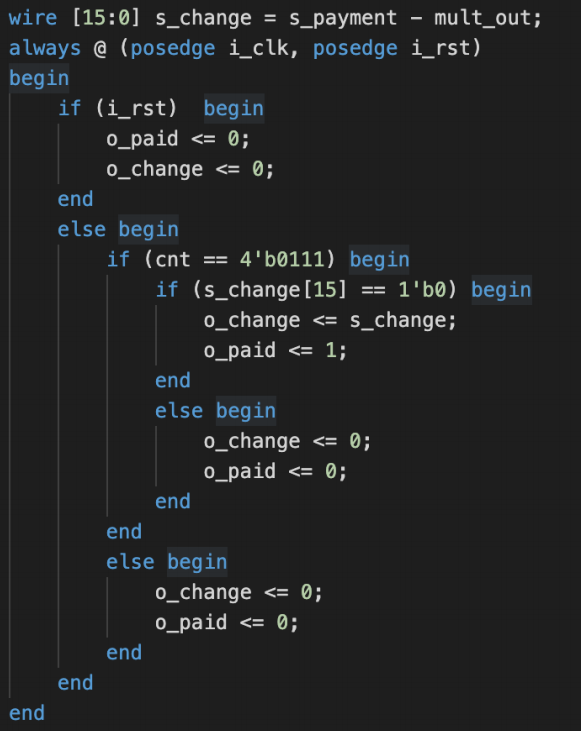 wire [15:0] s_change = s_payment - mult_out;
always @ (posedge i_clk, posedge i_rst)
begin
    if (i_rst)  begin
        o_paid <= 0;
        o_change <= 0;
    end
    else begin
        if (cnt == 4'b0111) begin
            if (s_change[15] == 1'b0) begin
                o_change <= s_change;
                o_paid <= 1;
            end
            else begin
                o_change <= 0;
                o_paid <= 0;
            end
        end
        else begin
            o_change <= 0;
            o_paid <= 0;
        end
    end
end